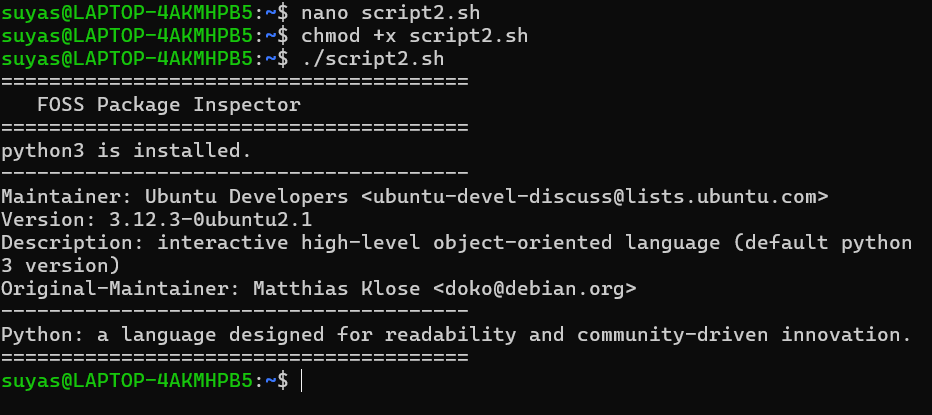 suyas@LAPTOP-4AKMHPB5:~$ nano script2.sh
suyas@LAPTOP-4AKMHPB5:~$ chmod +x script2.sh
suyas@LAPTOP-4AKMHPB5:~$ ./script2.sh
=======================================
   FOSS Package Inspector
=======================================
python3 is installed.
---------------------------------------
Maintainer: Ubuntu Developers <ubuntu-devel-discuss@lists.ubuntu.com>
Version: 3.12.3-0ubuntu2.1
Description: interactive high-level object-oriented language (default python
3 version)
Original-Maintainer: Matthias Klose <doko@debian.org>
---------------------------------------
Python: a language designed for readability and community-driven innovation.
=======================================
suyas@LAPTOP-4AKMHPB5:~$